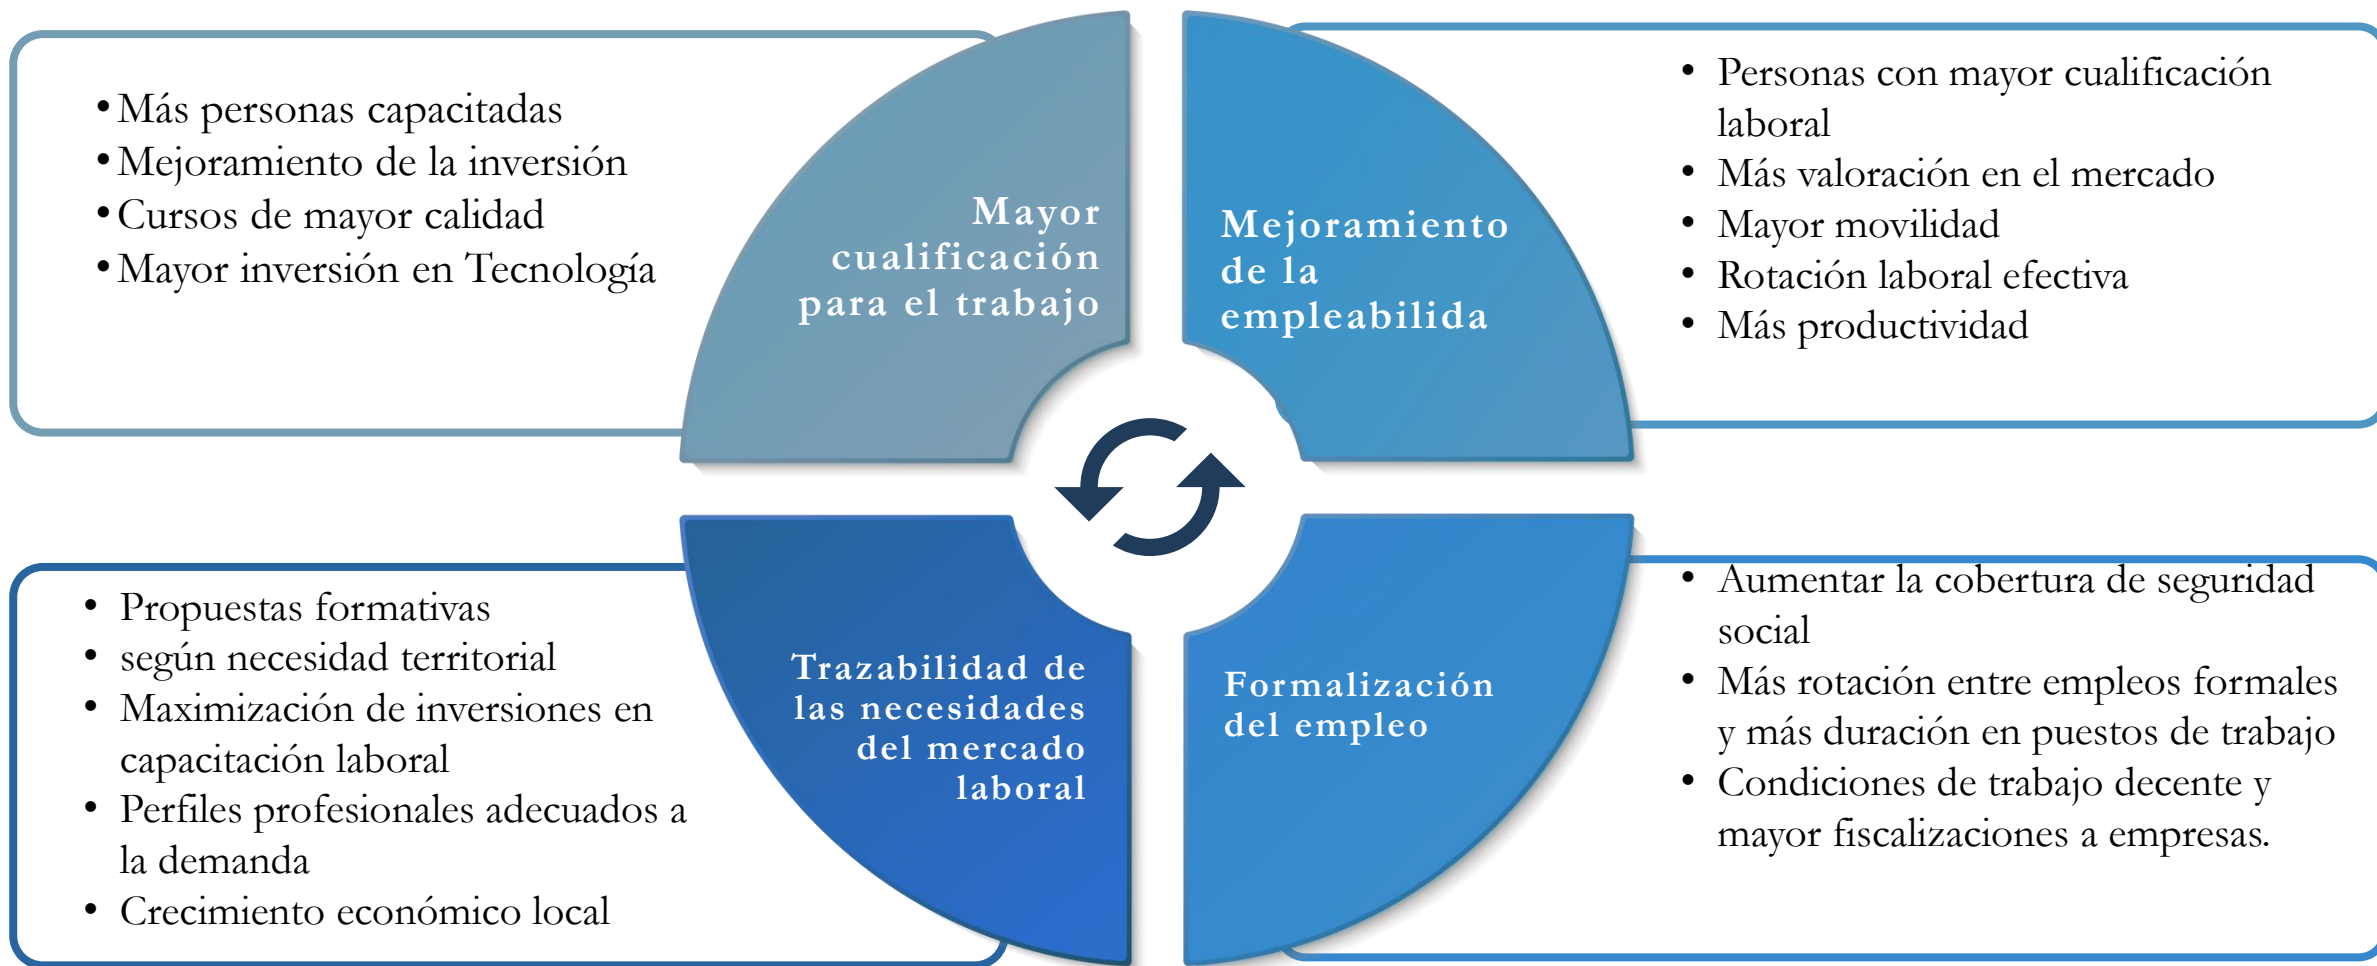 • Más personas capacitadas
• Mejoramiento de la inversión
• Cursos de mayor calidad
• Mayor inversión en Tecnología
Mayor
cualificación
para el trabajo
Mejoramiento
de la
empleabilida
• Personas con mayor cualificación
laboral
• Más valoración en el mercado
• Mayor movilidad
• Rotación laboral efectiva
• Más productividad
• Propuestas formativas
• según necesidad territorial
• Maximización de inversiones en
capacitación laboral
• Perfiles profesionales adecuados a
la demanda
• Crecimiento económico local
Trazabilidad de
las necesidades
del mercado
laboral
Formalización
del empleo
• Aumentar la cobertura de seguridad
social
• Más rotación entre empleos formales
y más duración en puestos de trabajo
• Condiciones de trabajo decente y
mayor fiscalizaciones a empresas.